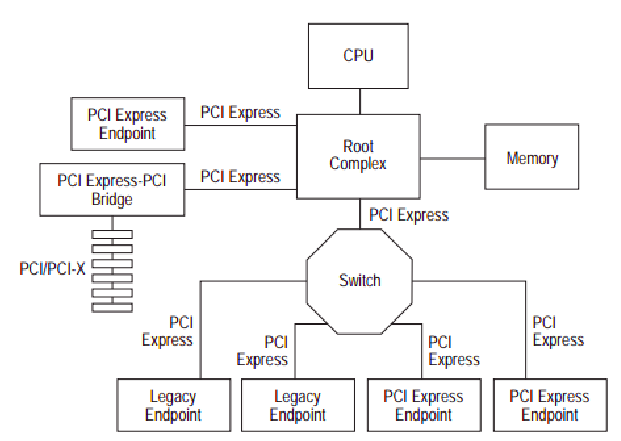 CPU
PCI Express
Endpoint
PCI Express
Root
Complex
Memory
PCI Express-PCI
Bridge
PCI Express
PCI Express
PCI/PCI-X
Switch
PCI
Express
PCI
Express
PCI
Express
PCI
Express
Legacy
Endpoint
Legacy
Endpoint
PCI Express
Endpoint
PCI Express
Endpoint